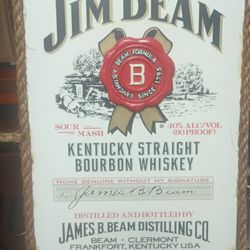 JIM BEAM
BEAM FORMULA
A STANDARD SINCE 1795
B
SOUR MASH
40% ALC/VOL
(80 PROOF)
KENTUCKY STRAIGHT
BOURBON WHISKEY
NONE GENUINE WITHOUT MY SIGNATURE
James B. Beam
DISTILLED AND BOTTLED BY
JAMES B. BEAM DISTILLING CO.
BEAM • CLERMONT
FRANKFORT, KENTUCKY USA